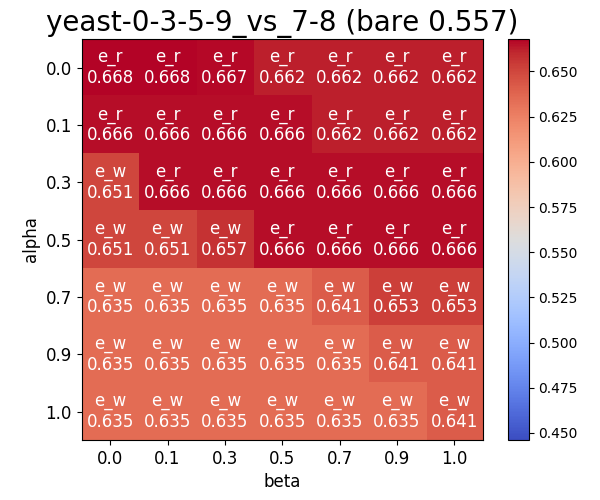 yeast-0-3-5-9_vs_7-8 (bare 0.557)
e_r e_r e_r e_r e_r e_r e_r
0.0 0.668 0.668 0.667 0.662 0.662 0.662 0.662 0.650
e_r e_r e_r e_r e_r e_r e_r
0.1 0.666 0.666 0.666 0.666 0.662 0.662 0.662 0.625
e_w e_r e_r e_r e_r e_r e_r
0.3 0.651 0.666 0.666 0.666 0.666 0.666 0.666 0.600
0.575
alpha
e_w e_w e_w e_r e_r e_r e_r
0.5 0.651 0.651 0.657 0.666 0.666 0.666 0.666 0.550
e_w e_w e_w e_w e_w e_w e_w
0.7 0.635 0.635 0.635 0.635 0.641 0.653 0.653 0.525
0.500
e_w e_w e_w e_w e_w e_w e_w
0.9 0.635 0.635 0.635 0.635 0.635 0.641 0.641 0.475
e_w e_w e_w e_w e_w e_w e_w
1.0 0.635 0.635 0.635 0.635 0.635 0.635 0.641 0.450
0.0 0.1 0.3 0.5 0.7 0.9 1.0
beta